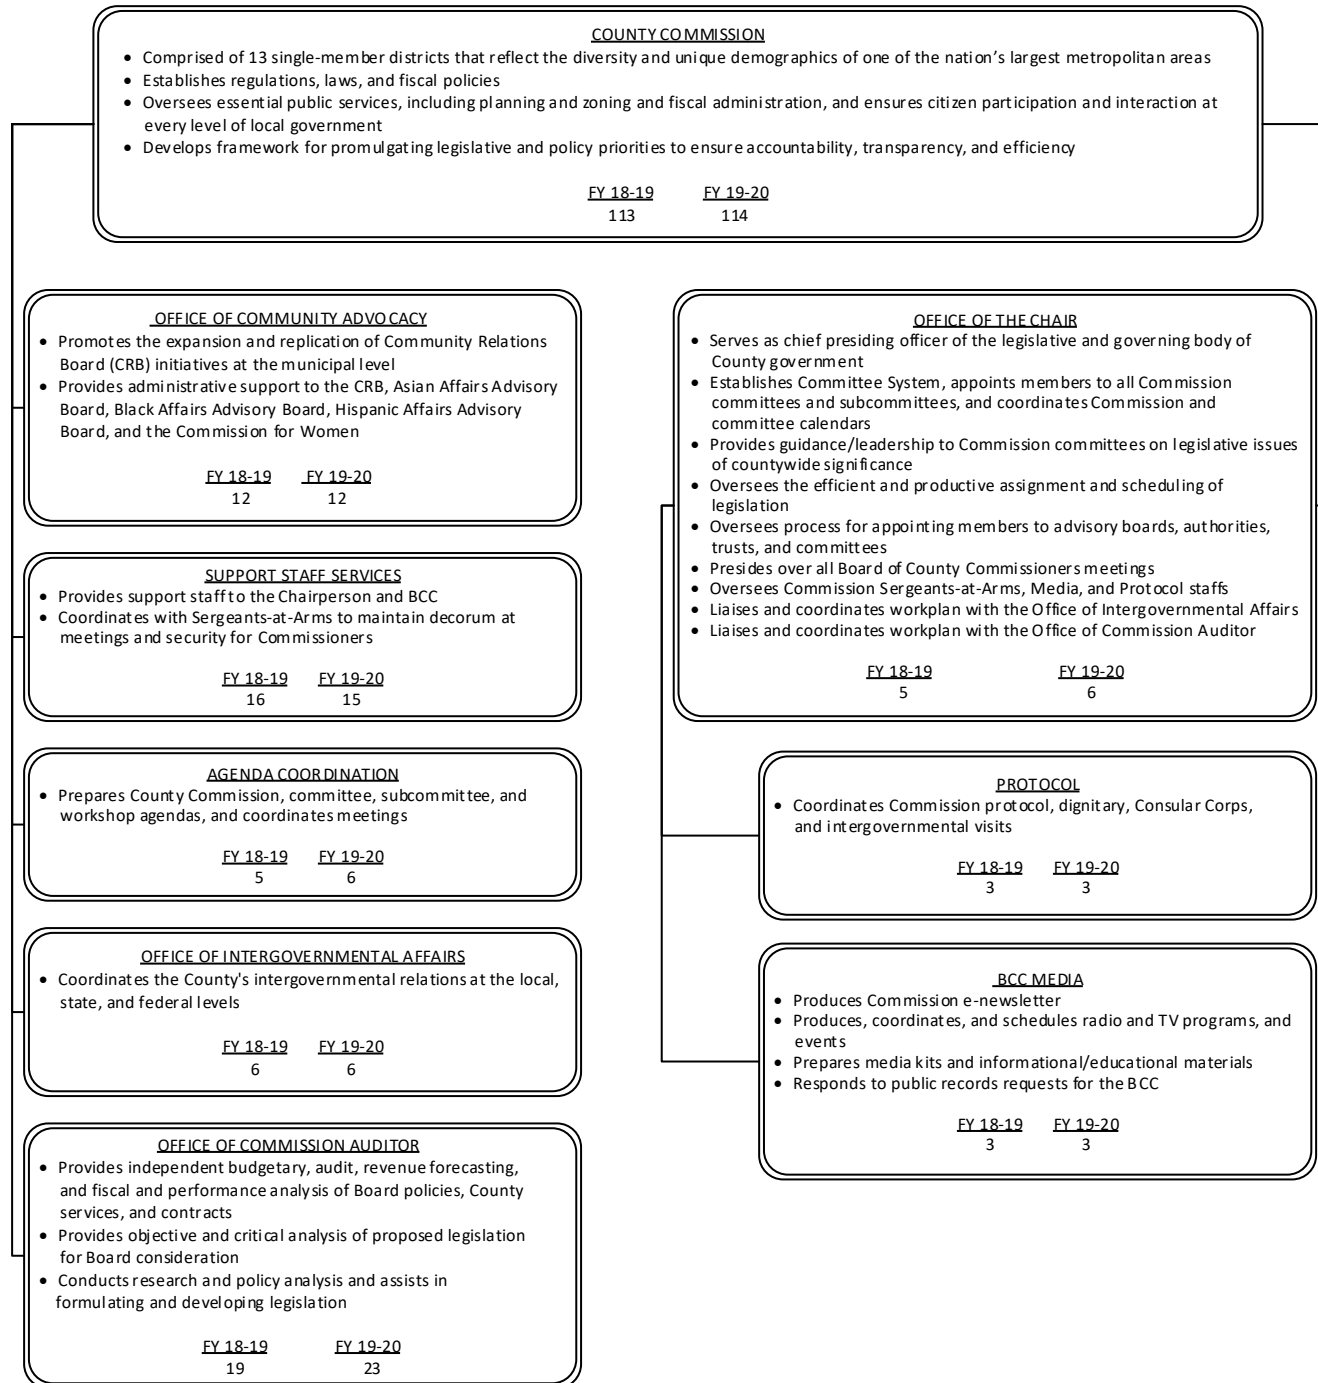 COUNTY COMMISSION
• Comprised of 13 single-member districts that reflect the diversity and unique demographics of one of the nation's largest metropolitan areas
• Establishes regulations, laws, and fiscal policies
• Oversees essential public services, including planning and zoning and fiscal administration, and ensures citizen participation and interaction at
every level of local government
• Develops framework for promulgating legislative and policy priorities to ensure accountability, transparency, and efficiency
FY 18-19 FY 19-20
113 114
OFFICE OF COMMUNITY ADVOCACY
• Promotes the expansion and replication of Community Relations
Board (CRB) initiatives at the municipal level
• Provides administrative support to the CRB, Asian Affairs Advisory
Board, Black Affairs Advisory Board, Hispanic Affairs Advisory
Board, and the Commission for Women
FY 18-19 FY 19-20
12 12
SUPPORT STAFF SERVICES
• Provides support staff to the Chairperson and BCC
• Coordinates with Sergeants-at-Arms to maintain decorum at
meetings and security for Commissioners
FY 18-19 FY 19-20
16 15
AGENDA COORDINATION
• Prepares County Commission, committee, subcommittee, and
workshop agendas, and coordinates meetings
FY 18-19 FY 19-20
5 6
OFFICE OF INTERGOVERNMENTAL AFFAIRS
• Coordinates the County's intergovernmental relations at the local,
state, and federal levels
FY 18-19 FY 19-20
6 6
OFFICE OF COMMISSION AUDITOR
• Provides independent budgetary, audit, revenue forecasting,
and fiscal and performance analysis of Board policies, County
services, and contracts
• Provides objective and critical analysis of proposed legislation
for Board consideration
• Conducts research and policy analysis and assists in
formulating and developing legislation
FY 18-19 FY 19-20
19 23
OFFICE OF THE CHAIR
• Serves as chief presiding officer of the legislative and governing body of
County government
• Establishes Committee System, appoints members to all Commission
committees and subcommittees, and coordinates Commission and
committee calendars
• Provides guidance/leadership to Commission committees on legislative issues
of countywide significance
• Oversees the efficient and productive assignment and scheduling of
legislation
• Oversees process for appointing members to advisory boards, authorities,
trusts, and committees
• Presides over all Board of County Commissioners meetings
• Oversees Commission Sergeants-at-Arms, Media, and Protocol staffs
• Liaises and coordinates workplan with the Office of Intergovernmental Affairs
• Liaises and coordinates workplan with the Office of Commission Auditor
FY 18-19 FY 19-20
5 6
PROTOCOL
• Coordinates Commission protocol, dignitary, Consular Corps,
and intergovernmental visits
FY 18-19 FY 19-20
3 3
BCC MEDIA
• Produces Commission e-newsletter
• Produces, coordinates, and schedules radio and TV programs, and
events
• Prepares media kits and informational/educational materials
• Responds to public records requests for the BCC
FY 18-19 FY 19-20
3 3